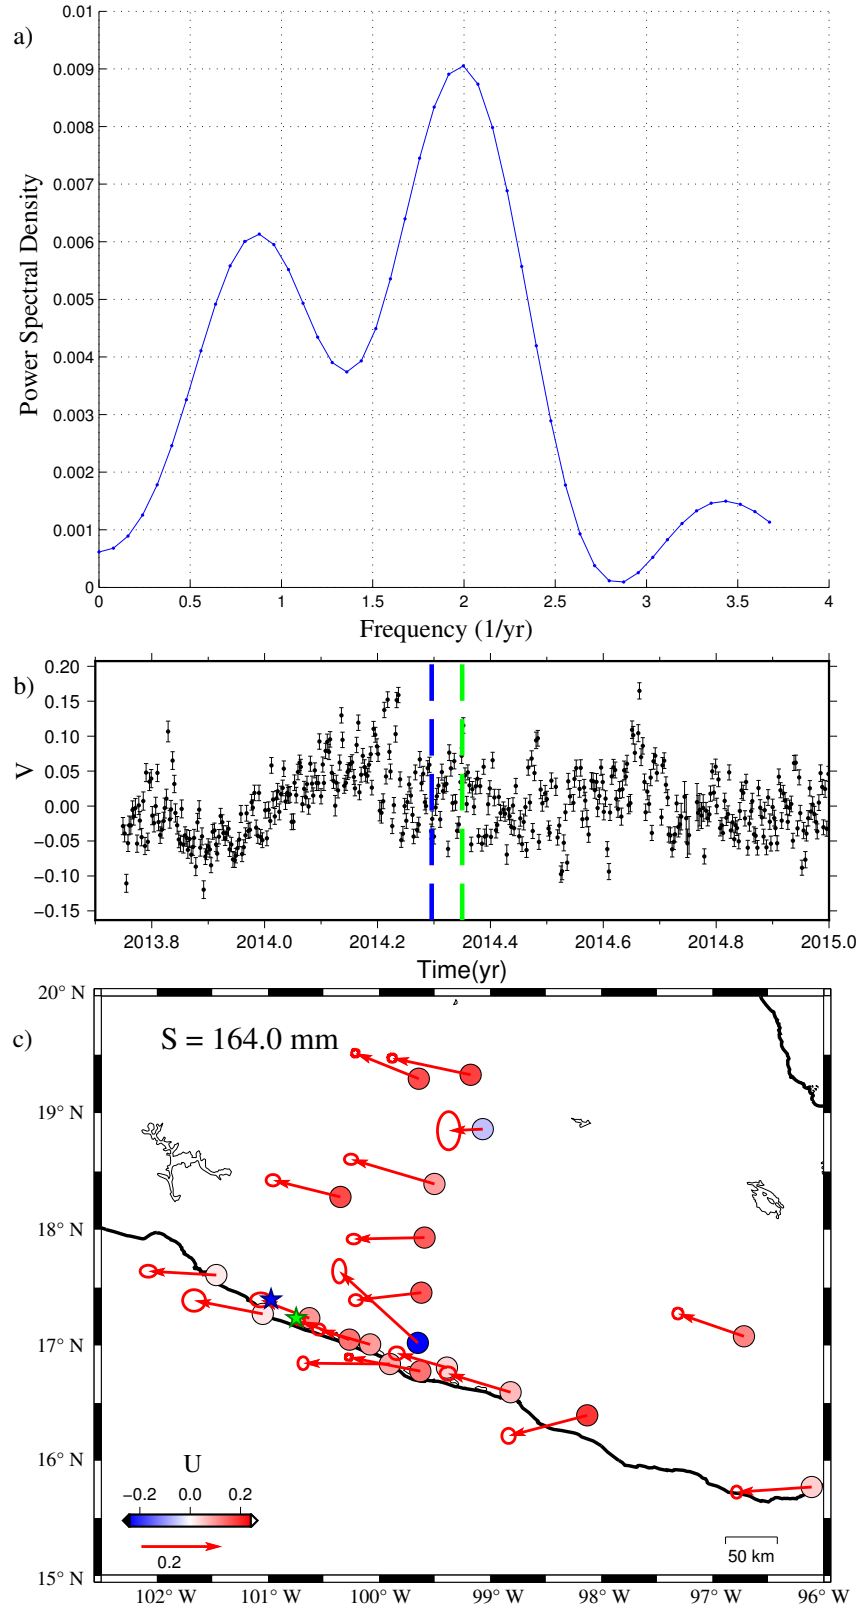 a)
0.01
0.009
0.008
0.007
0.006
0.005
0.004
0.003
0.002
0.001
0
Power Spectral Density
0 0.5 1 1.5 2 2.5 3 3.5 4
Frequency (1/yr)
b)
0.20
0.15
0.10
0.05
0.00
−0.05
−0.10
−0.15
V
2013.8 2014.0 2014.2 2014.4 2014.6 2014.8 2015.0
Time(yr)
c)
20° N
19° N
18° N
17° N
16° N
15° N
S = 164.0 mm
U
−0.2 0.0 0.2
0.2
50 km
102° W 101° W 100° W 99° W 98° W 97° W 96° W